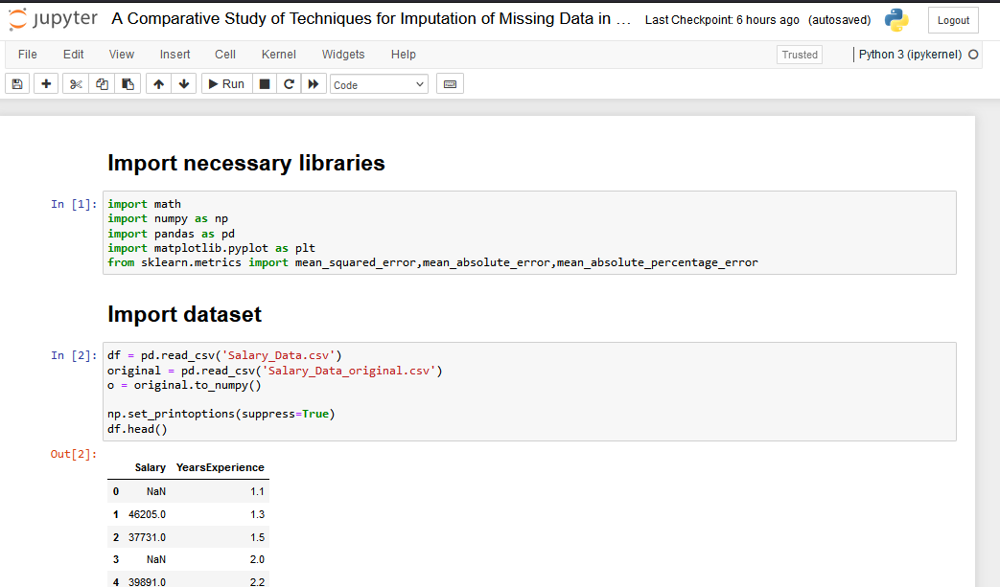 jupyter A Comparative Study of Techniques for Imputation of Missing Data in ... Last Checkpoint: 6 hours ago (autosaved) Logout
File Edit View Insert Cell Kernel Widgets Help Trusted Python 3 (ipykernel)
Run Code
Import necessary libraries
In [1]: import math
import numpy as np
import pandas as pd
import matplotlib.pyplot as plt
from sklearn.metrics import mean_squared_error,mean_absolute_error,mean_absolute_percentage_error
Import dataset
In [2]: df = pd.read_csv('Salary_Data.csv')
original = pd.read_csv('Salary_Data_original.csv')
o = original.to_numpy()
np.set_printoptions(suppress=True)
df.head()
Out[2]:
Salary YearsExperience
0 NaN 1.1
1 46205.0 1.3
2 37731.0 1.5
3 NaN 2.0
4 39891.0 2.2